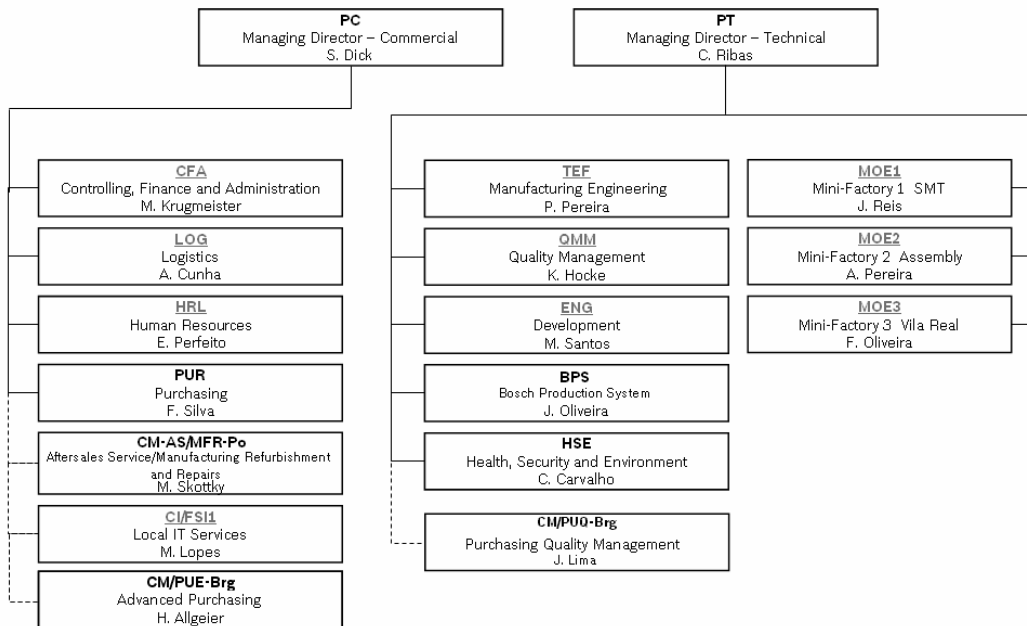 PC
Managing Director – Commercial
S. Dick
PT
Managing Director – Technical
C. Ribas
CFA
Controlling, Finance and Administration
M. Krugmeister
LOG
Logistics
A. Cunha
HRL
Human Resources
E. Perfeito
PUR
Purchasing
F. Silva
CM-AS/MFR-Po
Aftersales Service/Manufacturing Refurbishment
and Repairs
M. Skottky
CI/FSI1
Local IT Services
M. Lopes
CM/PUE-Brg
Advanced Purchasing
H. Allgeier
TEF
Manufacturing Engineering
P. Pereira
QMM
Quality Management
K. Hocke
ENG
Development
M. Santos
BPS
Bosch Production System
J. Oliveira
HSE
Health, Security and Environment
C. Carvalho
CM/PUQ-Brg
Purchasing Quality Management
J. Lima
MOE1
Mini-Factory 1 SMT
J. Reis
MOE2
Mini-Factory 2 Assembly
A. Pereira
MOE3
Mini-Factory 3 Vila Real
F. Oliveira